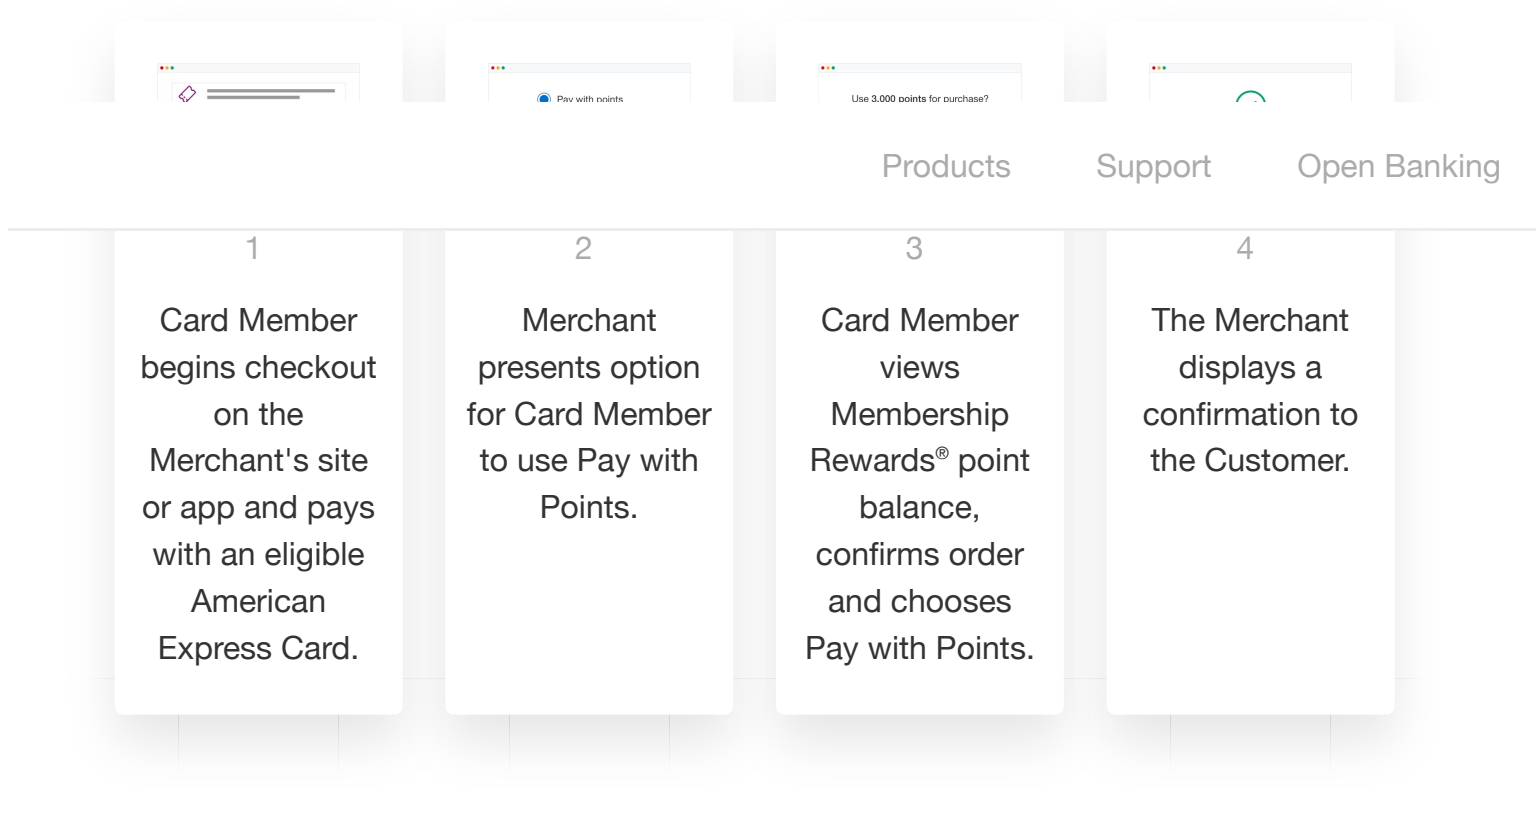 Pay with points
Use 3,000 points for purchase?
Products
Support
Open Banking
1
Card Member
begins checkout
on the
Merchant's site
or app and pays
with an eligible
American
Express Card.
2
Merchant
presents option
for Card Member
to use Pay with
Points.
3
Card Member
views
Membership
Rewards® point
balance,
confirms order
and chooses
Pay with Points.
4
The Merchant
displays a
confirmation to
the Customer.